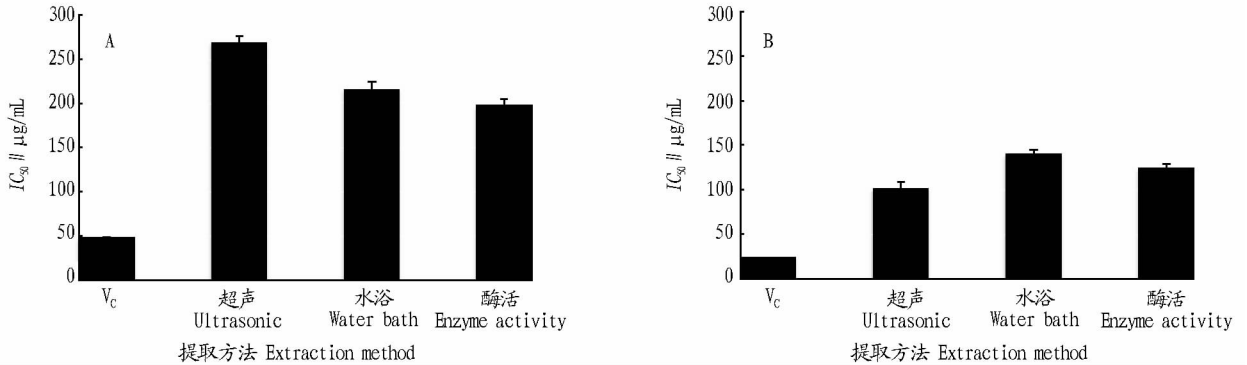 300
250
200
150
100
50
0
IC50 // μg/mL
A
VC
超声
水浴
酶活
Ultrasonic
Water bath
Enzyme activity
提取方法 Extraction method
300
250
200
150
100
50
0
IC50 // μg/mL
B
VC
超声
水浴
酶活
Ultrasonic
Water bath
Enzyme activity
提取方法 Extraction method